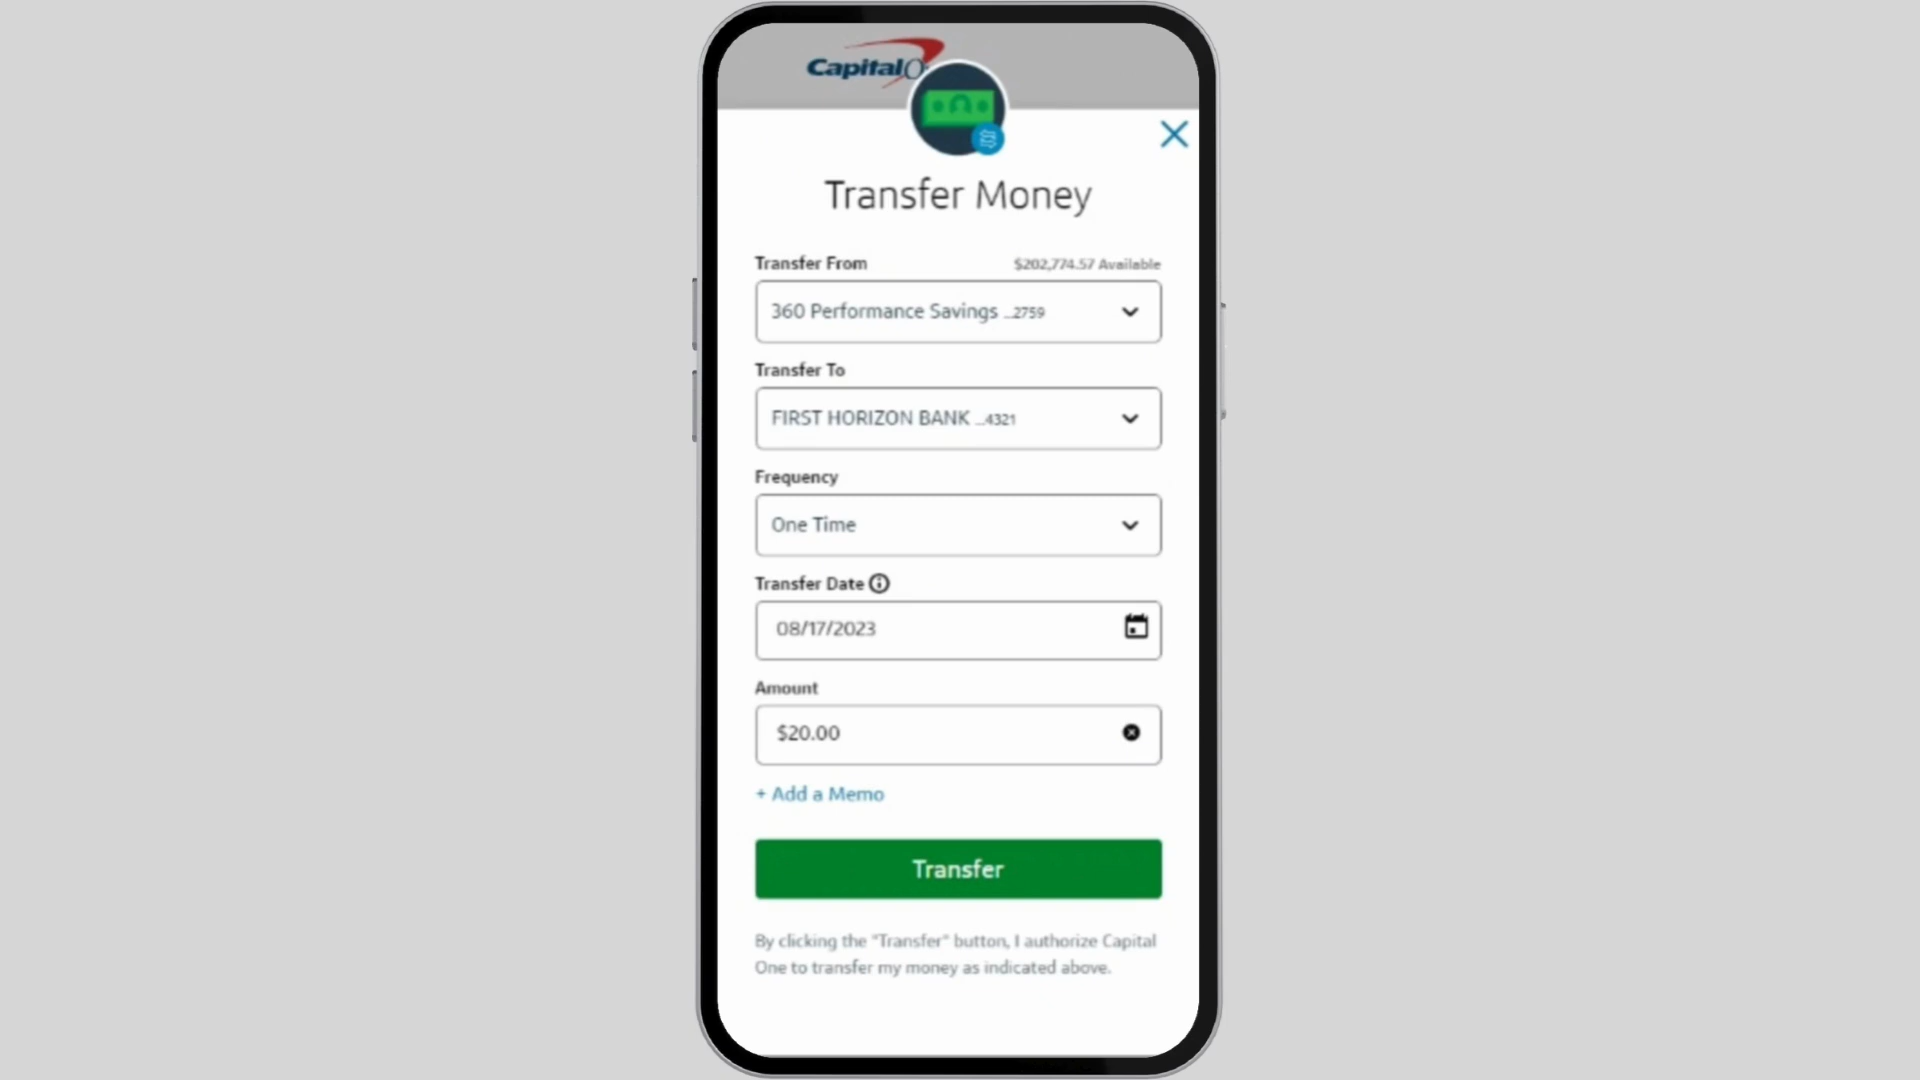 Capital O
Transfer Money
Transfer From
$202,774.57 Available
360 Performance Savings ...2759
Transfer To
FIRST HORIZON BANK ...4321
Frequency
One Time
Transfer Date
08/17/2023
Amount
$20.00
+ Add a Memo
Transfer
By clicking the "Transfer" button, I authorize Capital
One to transfer my money as indicated above.